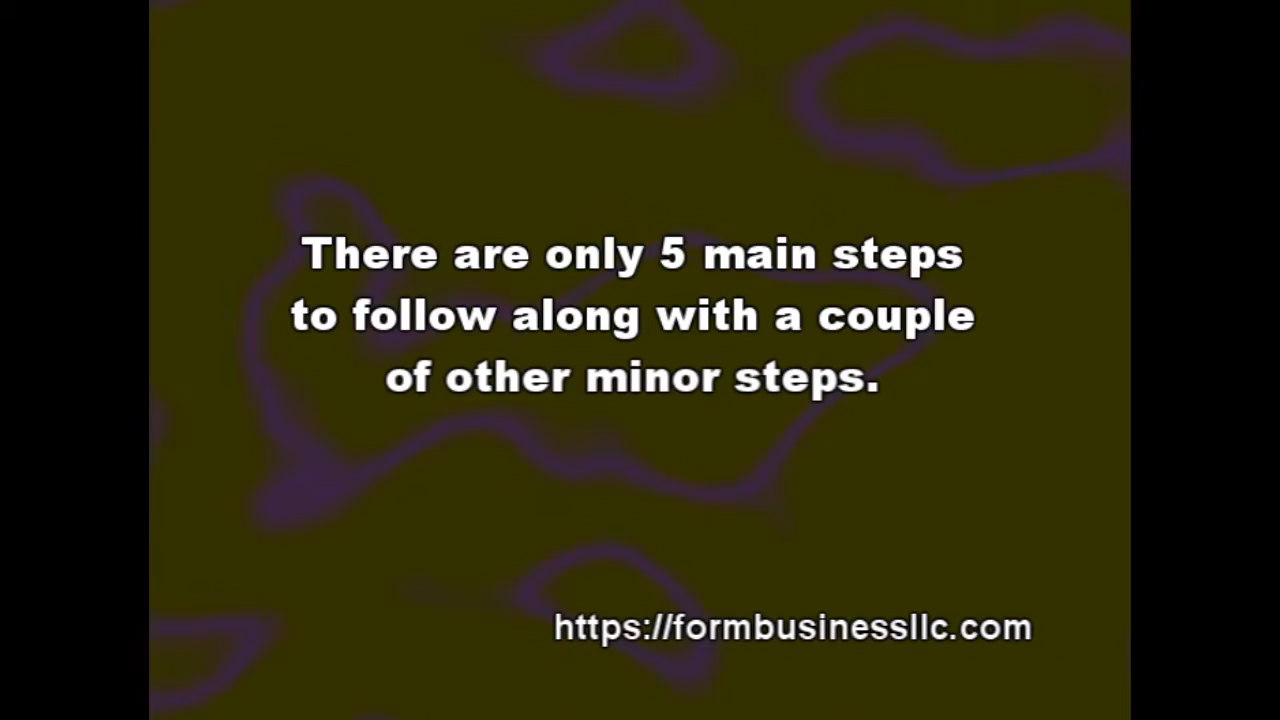 There are only 5 main steps
to follow along with a couple
of other minor steps.
https://formbusinessllc.com